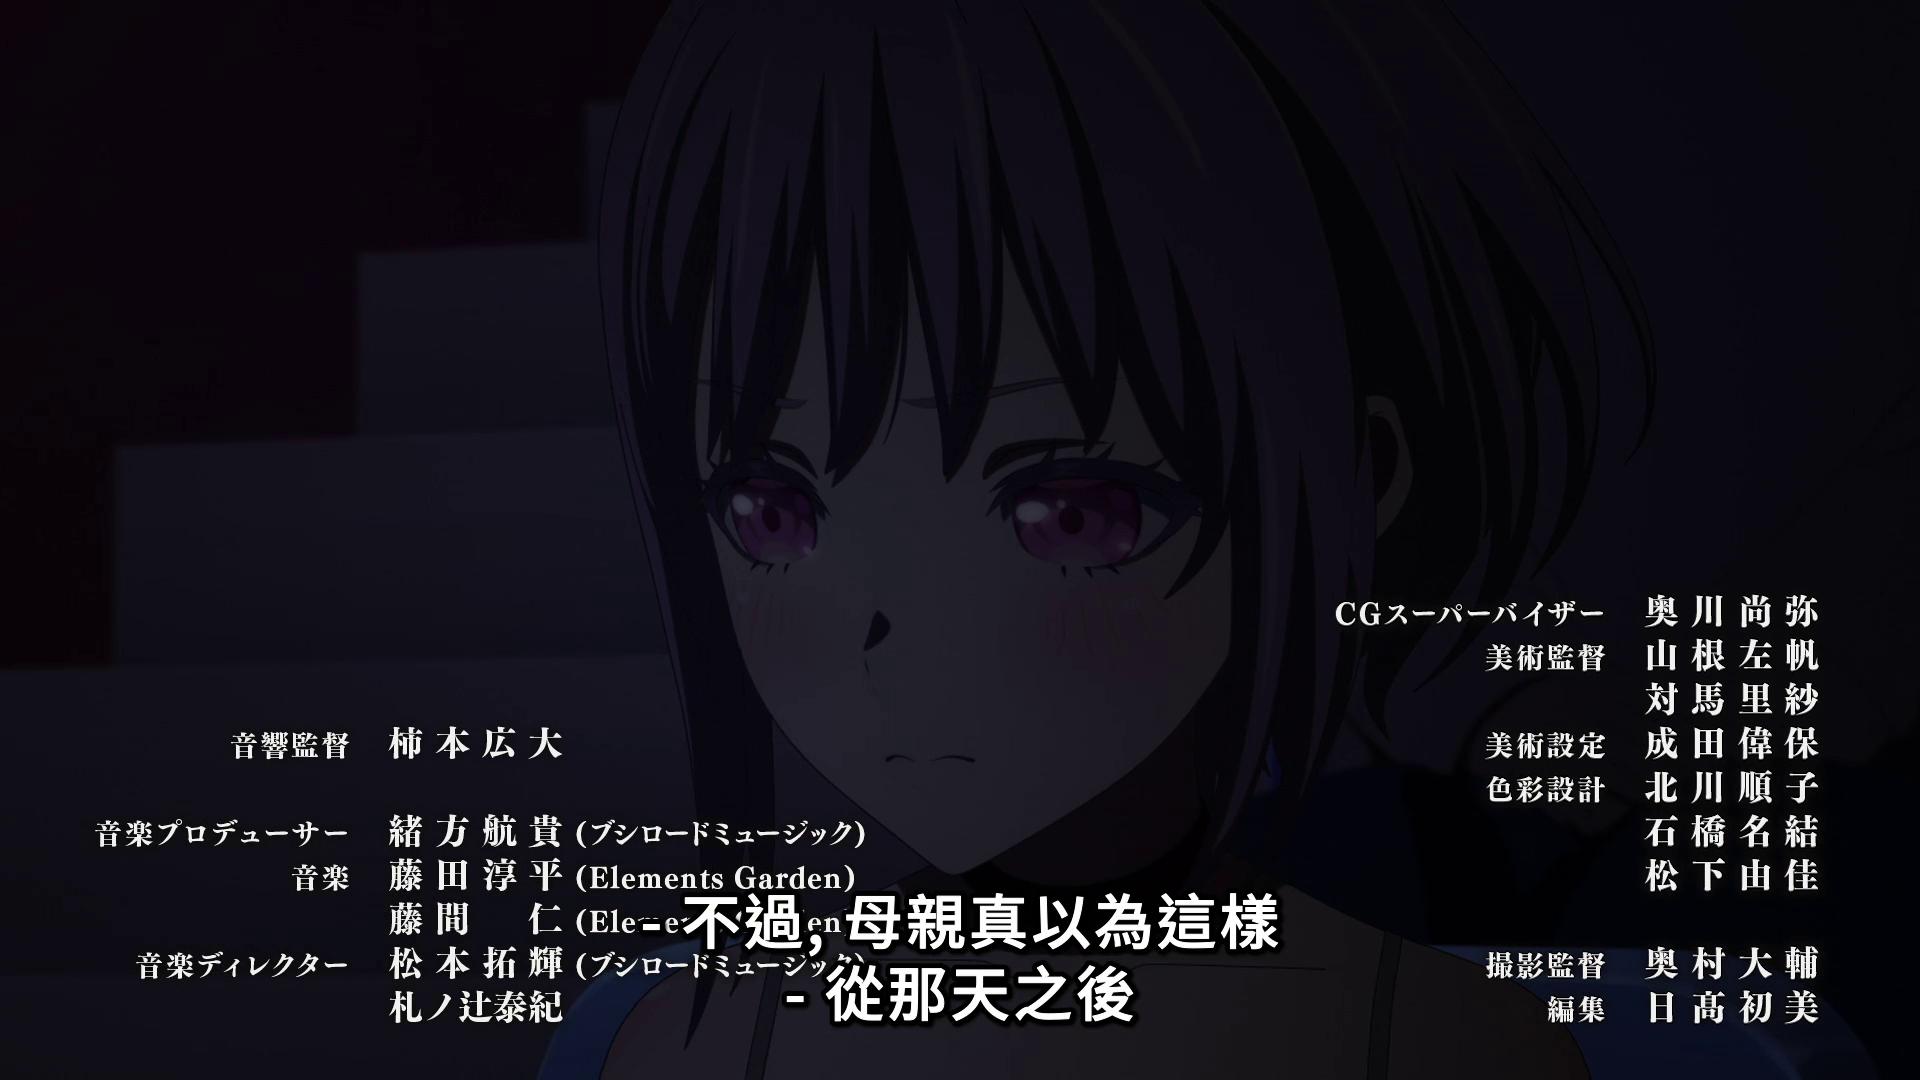 CGスーパーバイザー 奥川尚弥
美術監督 山根左帆
対馬里紗
美術設定 成田偉保
色彩設計 北川順子
石橋名結
松下由佳
撮影監督 奥村大輔
編集 日髙初美
音響監督 柿本広大
音楽プロデューサー 緒方航貴(ブシロードミュージック)
音楽 藤田淳平(Elements Garden)
藤間 仁(Elements Garden)
音楽ディレクター 松本拓輝(ブシロードミュージック)
札ノ辻泰紀
- 不過, 母親真以為這樣
- 從那天之後